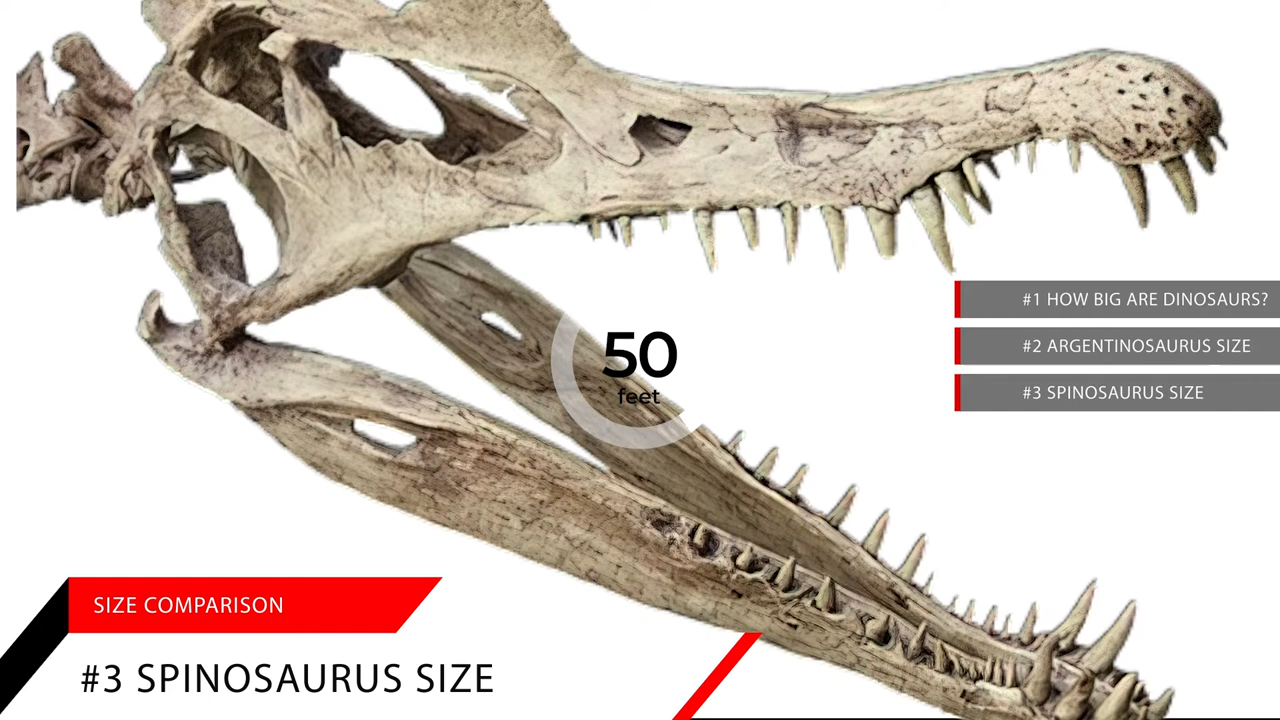 50
feet
#1 HOW BIG ARE DINOSAURS?
#2 ARGENTINOSAURUS SIZE
#3 SPINOSAURUS SIZE
SIZE COMPARISON
#3 SPINOSAURUS SIZE